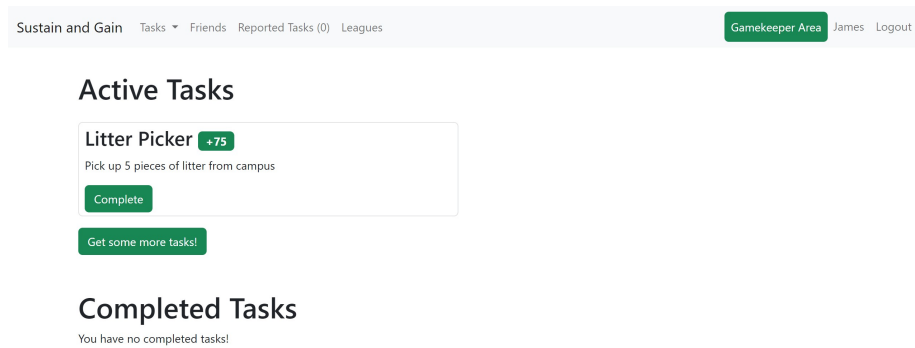 Sustain and Gain Tasks Friends Reported Tasks (0) Leagues Gamekeeper Area James Logout
Active Tasks
Litter Picker +75
Pick up 5 pieces of litter from campus
Complete
Get some more tasks!
Completed Tasks
You have no completed tasks!